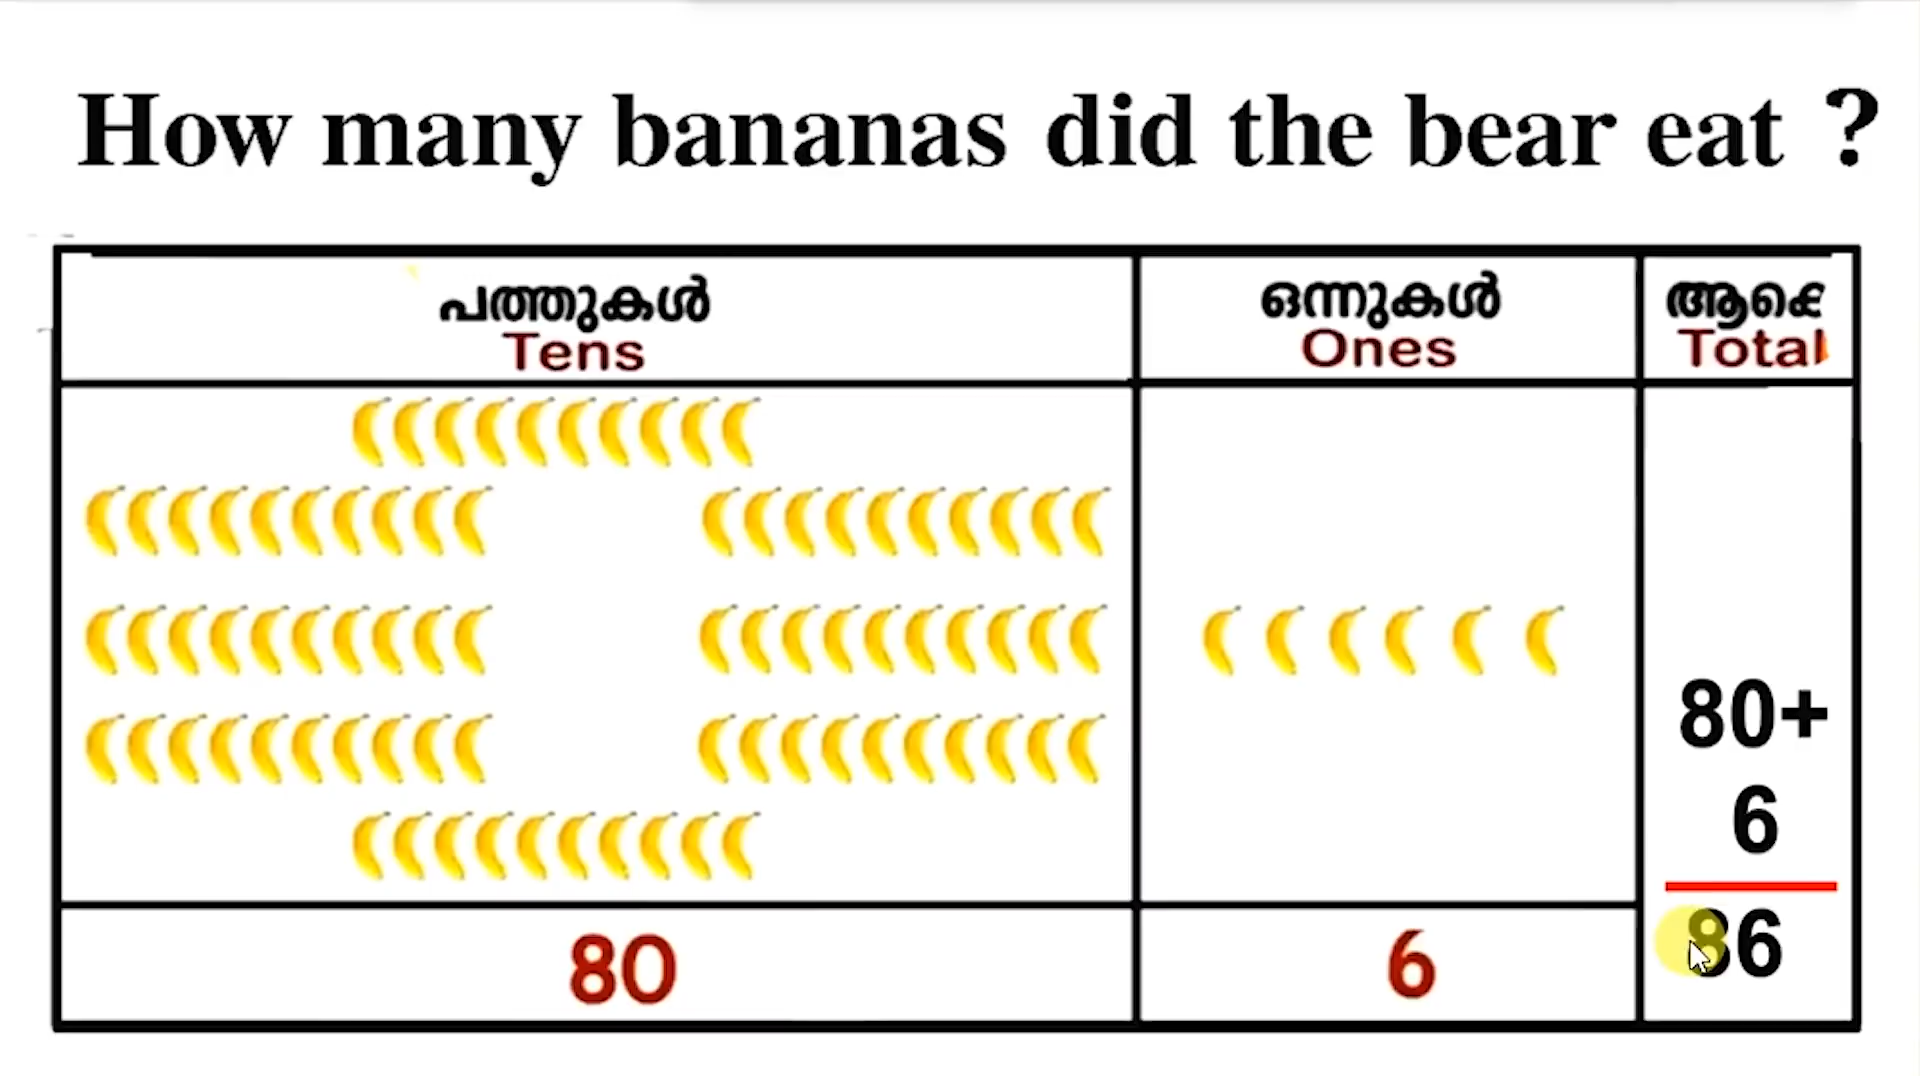 How many bananas did the bear eat ?
പത്തുകൾ
Tens
ഒന്നുകൾ
Ones
ആകെ
Total
80+
6
86
80
6